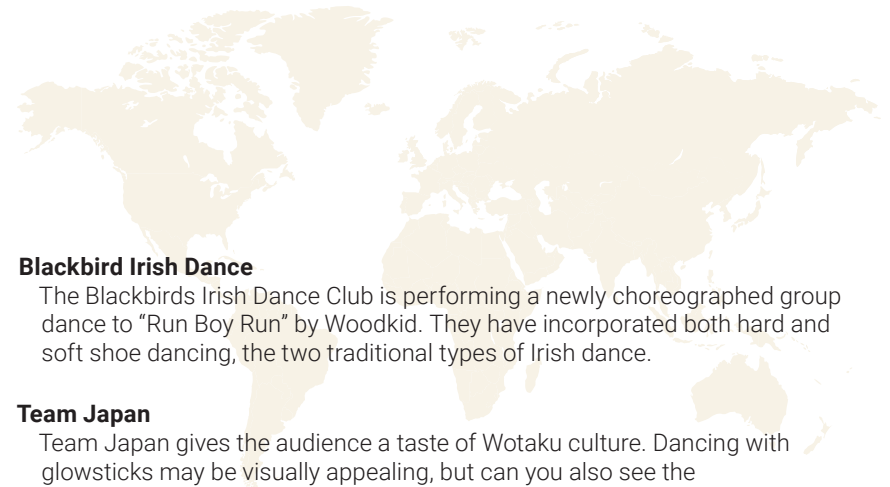 Blackbird Irish Dance
The Blackbirds Irish Dance Club is performing a newly choreographed group
dance to “Run Boy Run” by Woodkid. They have incorporated both hard and
soft shoe dancing, the two traditional types of Irish dance.
Team Japan
Team Japan gives the audience a taste of Wotaku culture. Dancing with
glowsticks may be visually appealing, but can you also see the